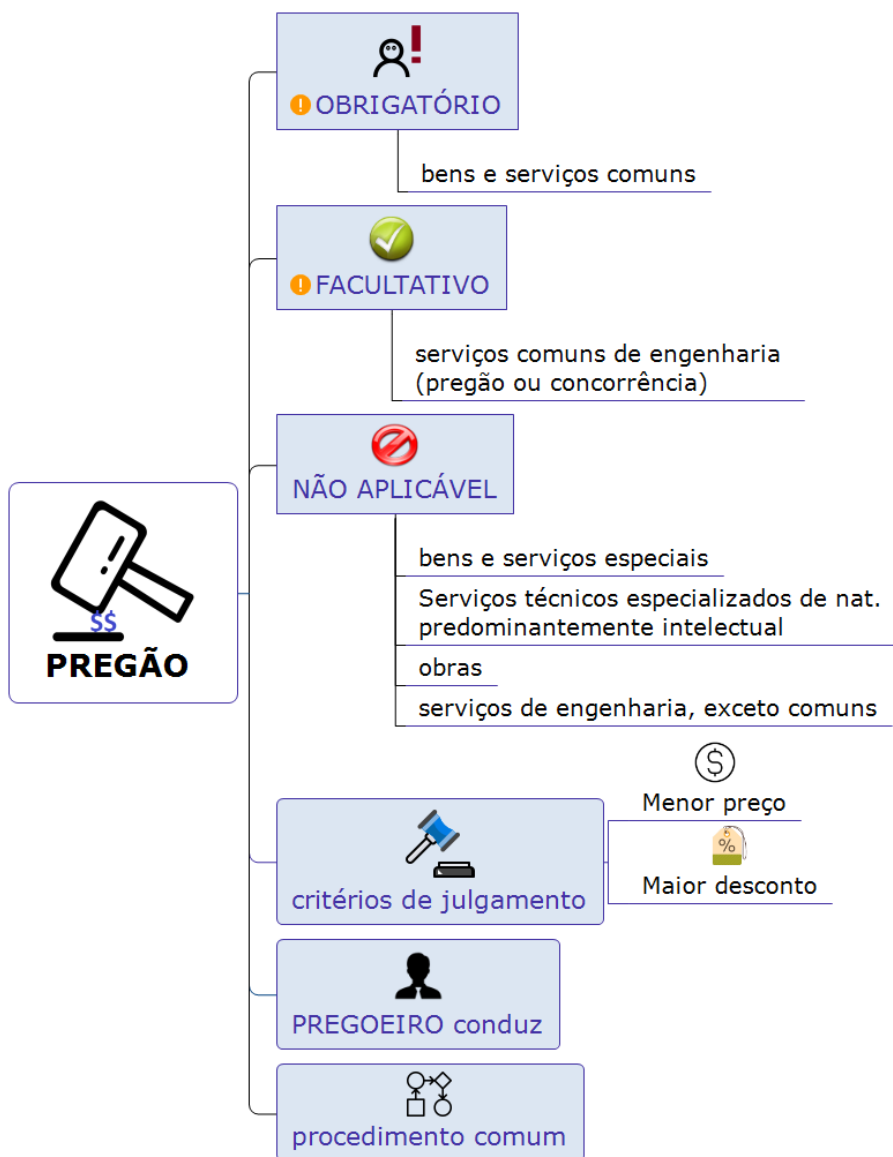 OBRIGATÓRIO
bens e serviços comuns
FACULTATIVO
serviços comuns de engenharia
(pregão ou concorrência)
NÃO APLICÁVEL
bens e serviços especiais
Serviços técnicos especializados de nat.
predominantemente intelectual
obras
serviços de engenharia, exceto comuns
$$
PREGÃO
$
Menor preço
%
Maior desconto
critérios de julgamento
PREGOEIRO conduz
procedimento comum